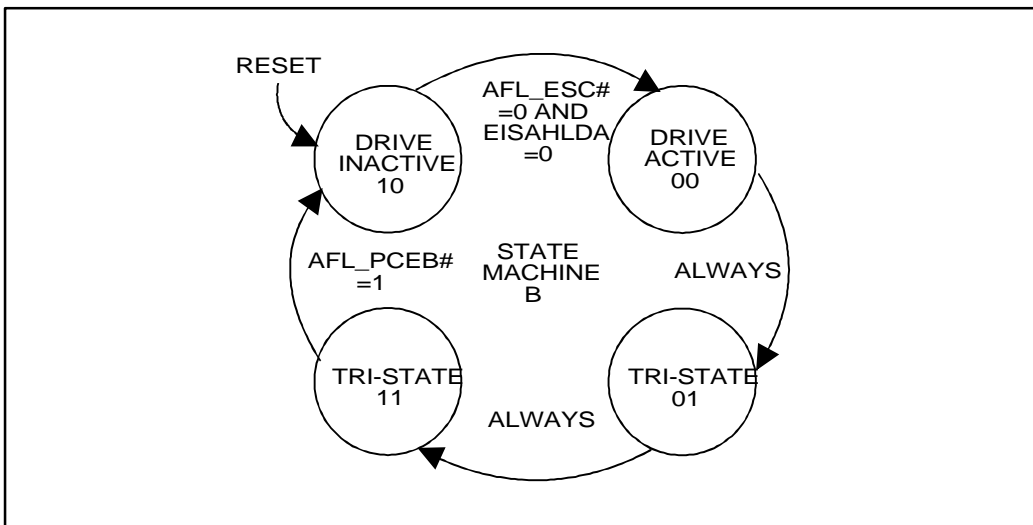 RESET
AFL_ESC#
=0 AND
EISAHLDA
=0
DRIVE
INACTIVE
10
DRIVE
ACTIVE
00
AFL_PCEB#
=1
STATE
MACHINE
B
ALWAYS
TRI-STATE
11
TRI-STATE
01
ALWAYS